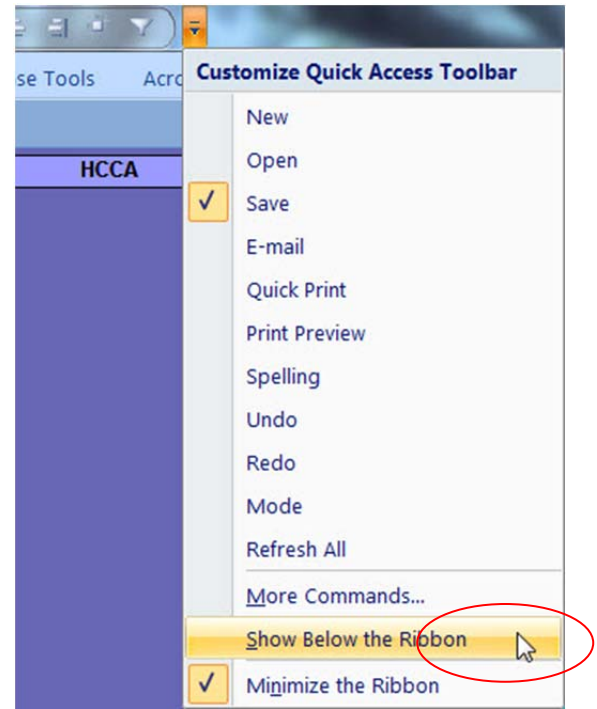 Customize Quick Access Toolbar
se Tools Acro
New
Open
HCCA
Save
E-mail
Quick Print
Print Preview
Spelling
Undo
Redo
Mode
Refresh All
More Commands...
Show Below the Ribbon
Minimize the Ribbon